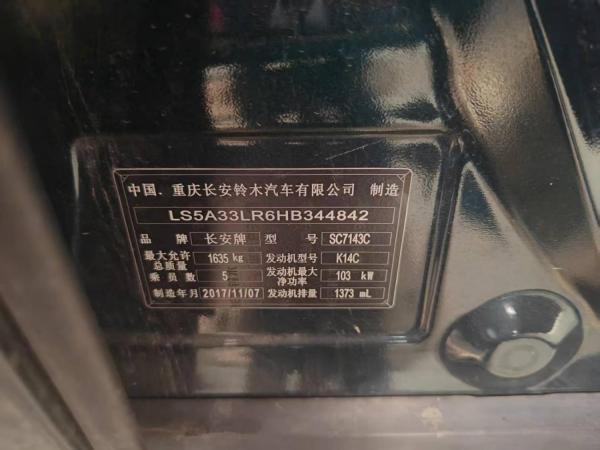 中国．重庆长安铃木汽车有限公司 制造
LS5A33LR6HB344842
品 牌 长安牌 型 号 SC7143C
最大允许总质量 1635 kg 发动机型号 K14C
乘员数 5 发动机最大净功率 103 kW
制造年月 2017/11/07 发动机排量 1373 mL